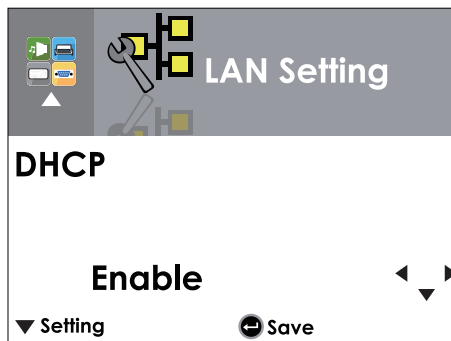 LAN Setting
DHCP
Enable
Setting
Save